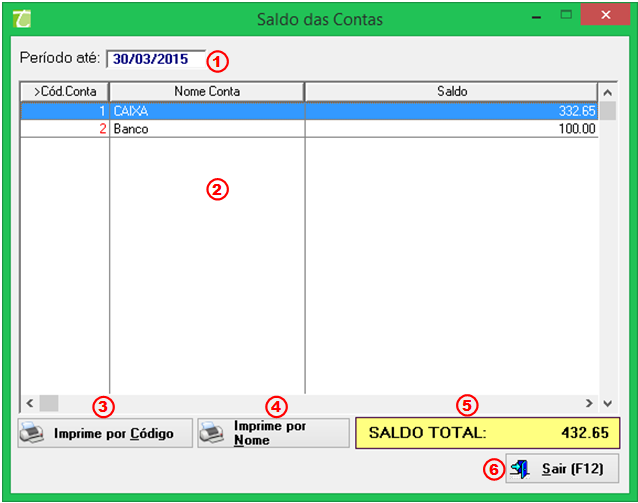 Saldo das Contas
Período até: 30/03/2015 1
>Cód.Conta Nome Conta Saldo
1 CAIXA 332.65
2 Banco 100.00
2
3 4 5
Imprime por Código Imprime por SALDO TOTAL: 432.65
Nome
6 Sair (F12)